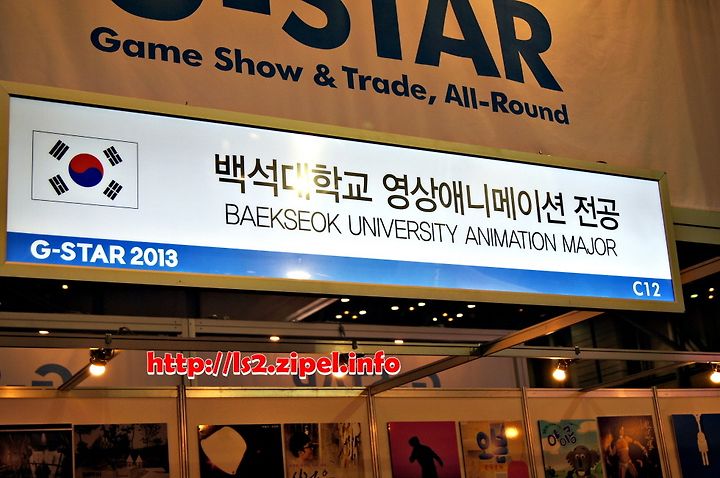 G-STAR
Game Show & Trade, All-Round
백석대학교 영상애니메이션 전공
BAEKSEOK UNIVERSITY ANIMATION MAJOR
G-STAR 2013
C12
http://ls2.zipel.info